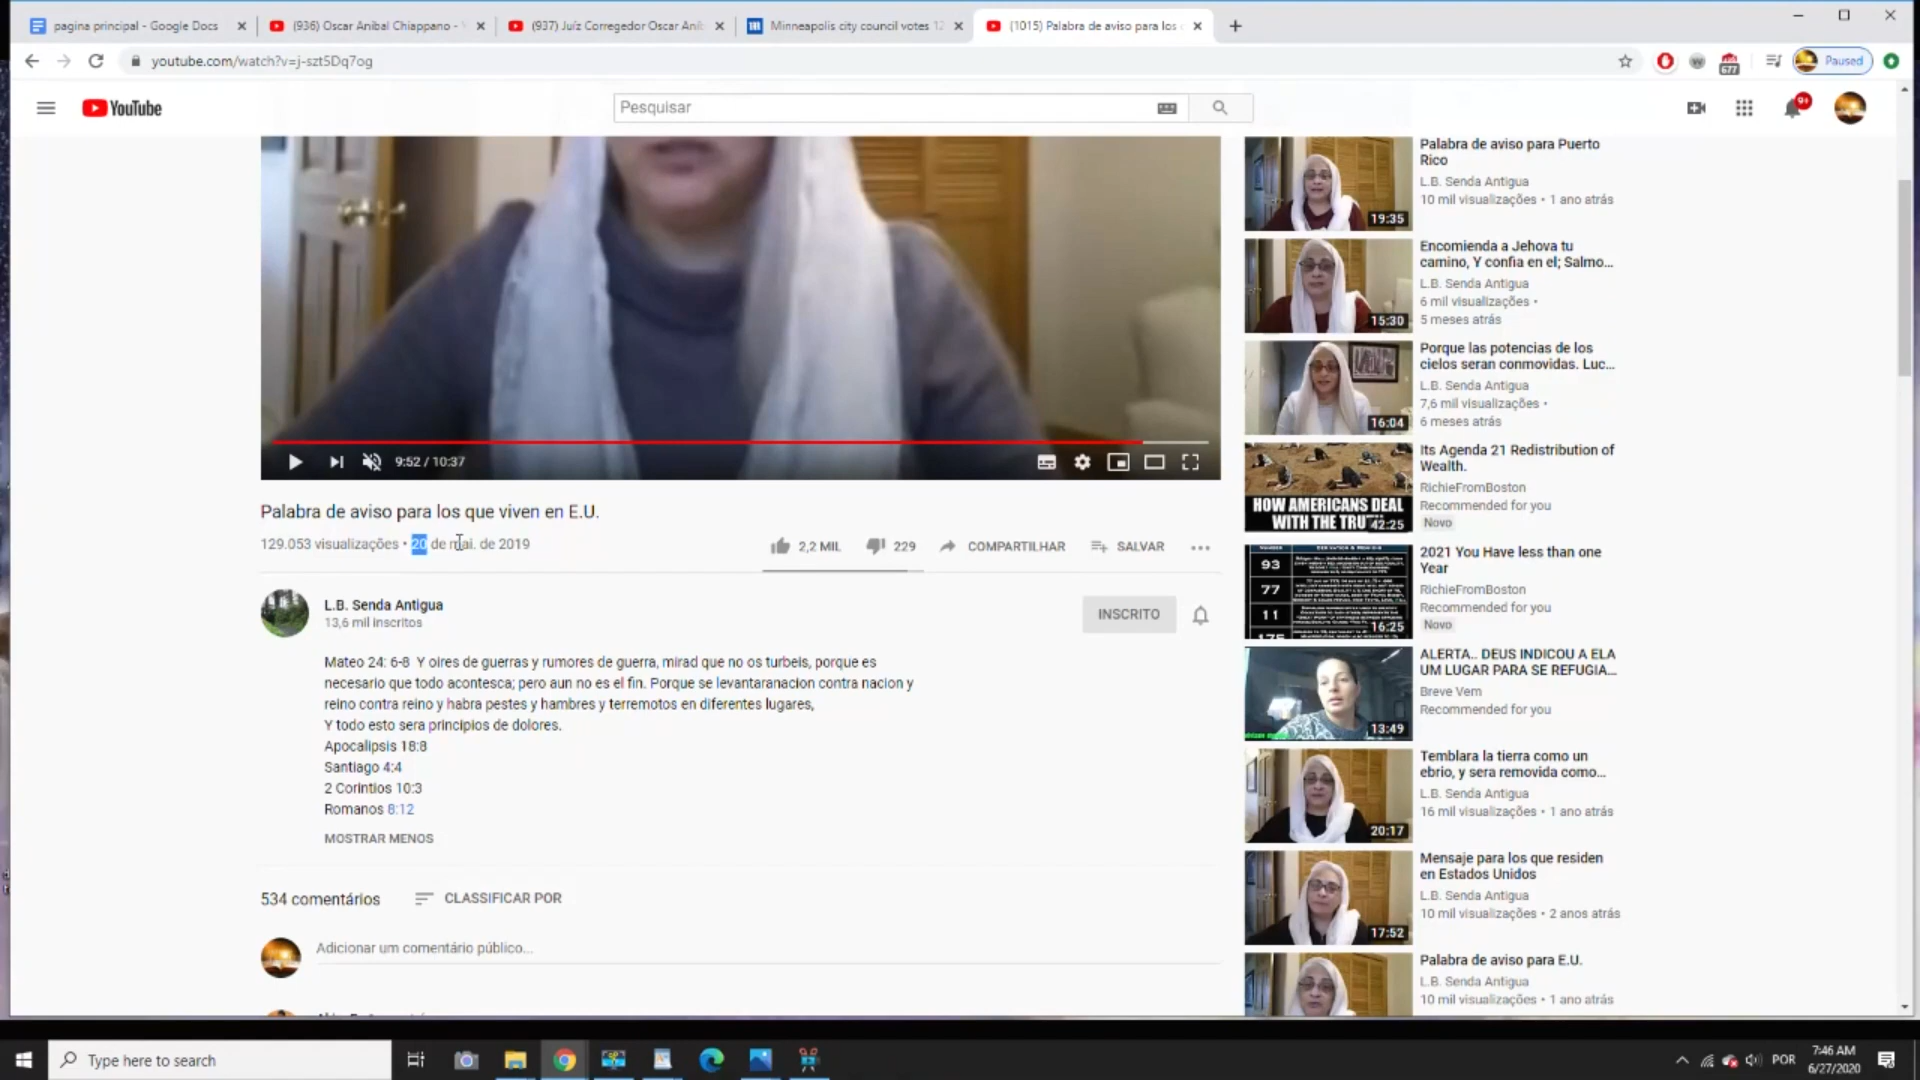 pagina principal - Google Docs
(936) Oscar Anibal Chiappano -
(937) Juíz Corregedor Oscar Aní
Minneapolis city council votes 12
(1015) Palabra de aviso para los
youtube.com/watch?v=j-szt5Dq7og
677
Paused
YouTube
Pesquisar
9+
9:52 / 10:37
Palabra de aviso para los que viven en E.U.
129.053 visualizações • 20 de mai. de 2019
2,2 MIL
229
COMPARTILHAR
SALVAR
L.B. Senda Antigua
13,6 mil inscritos
INSCRITO
Mateo 24: 6-8 Y oires de guerras y rumores de guerra, mirad que no os turbeis, porque es
necesario que todo acontesca; pero aun no es el fin. Porque se levantaranacion contra nacion y
reino contra reino y habra pestes y hambres y terremotos en diferentes lugares,
Y todo esto sera principios de dolores.
Apocalipsis 18:8
Santiago 4:4
2 Corintios 10:3
Romanos 8:12
MOSTRAR MENOS
534 comentários
CLASSIFICAR POR
Adicionar um comentário público...
Palabra de aviso para Puerto
Rico
L.B. Senda Antigua
10 mil visualizações • 1 ano atrás
19:35
Encomienda a Jehova tu
camino, Y confia en el; Salmo...
L.B. Senda Antigua
6 mil visualizações •
5 meses atrás
15:30
Porque las potencias de los
cielos seran conmovidas. Luc...
L.B. Senda Antigua
7,6 mil visualizações •
6 meses atrás
16:04
Its Agenda 21 Redistribution of
Wealth.
RichieFromBoston
Recommended for you
Novo
HOW AMERICANS DEAL
WITH THE TRUT
42:25
2021 You Have less than one
Year
RichieFromBoston
Recommended for you
Novo
93
77
11
16:25
ALERTA.. DEUS INDICOU A ELA
UM LUGAR PARA SE REFUGIA...
Breve Vem
Recommended for you
13:49
Temblara la tierra como un
ebrio, y sera removida como...
L.B. Senda Antigua
16 mil visualizações • 1 ano atrás
20:17
Mensaje para los que residen
en Estados Unidos
L.B. Senda Antigua
10 mil visualizações • 2 anos atrás
17:52
Palabra de aviso para E.U.
L.B. Senda Antigua
10 mil visualizações • 1 ano atrás
Type here to search
POR
7:46 AM
6/27/2020